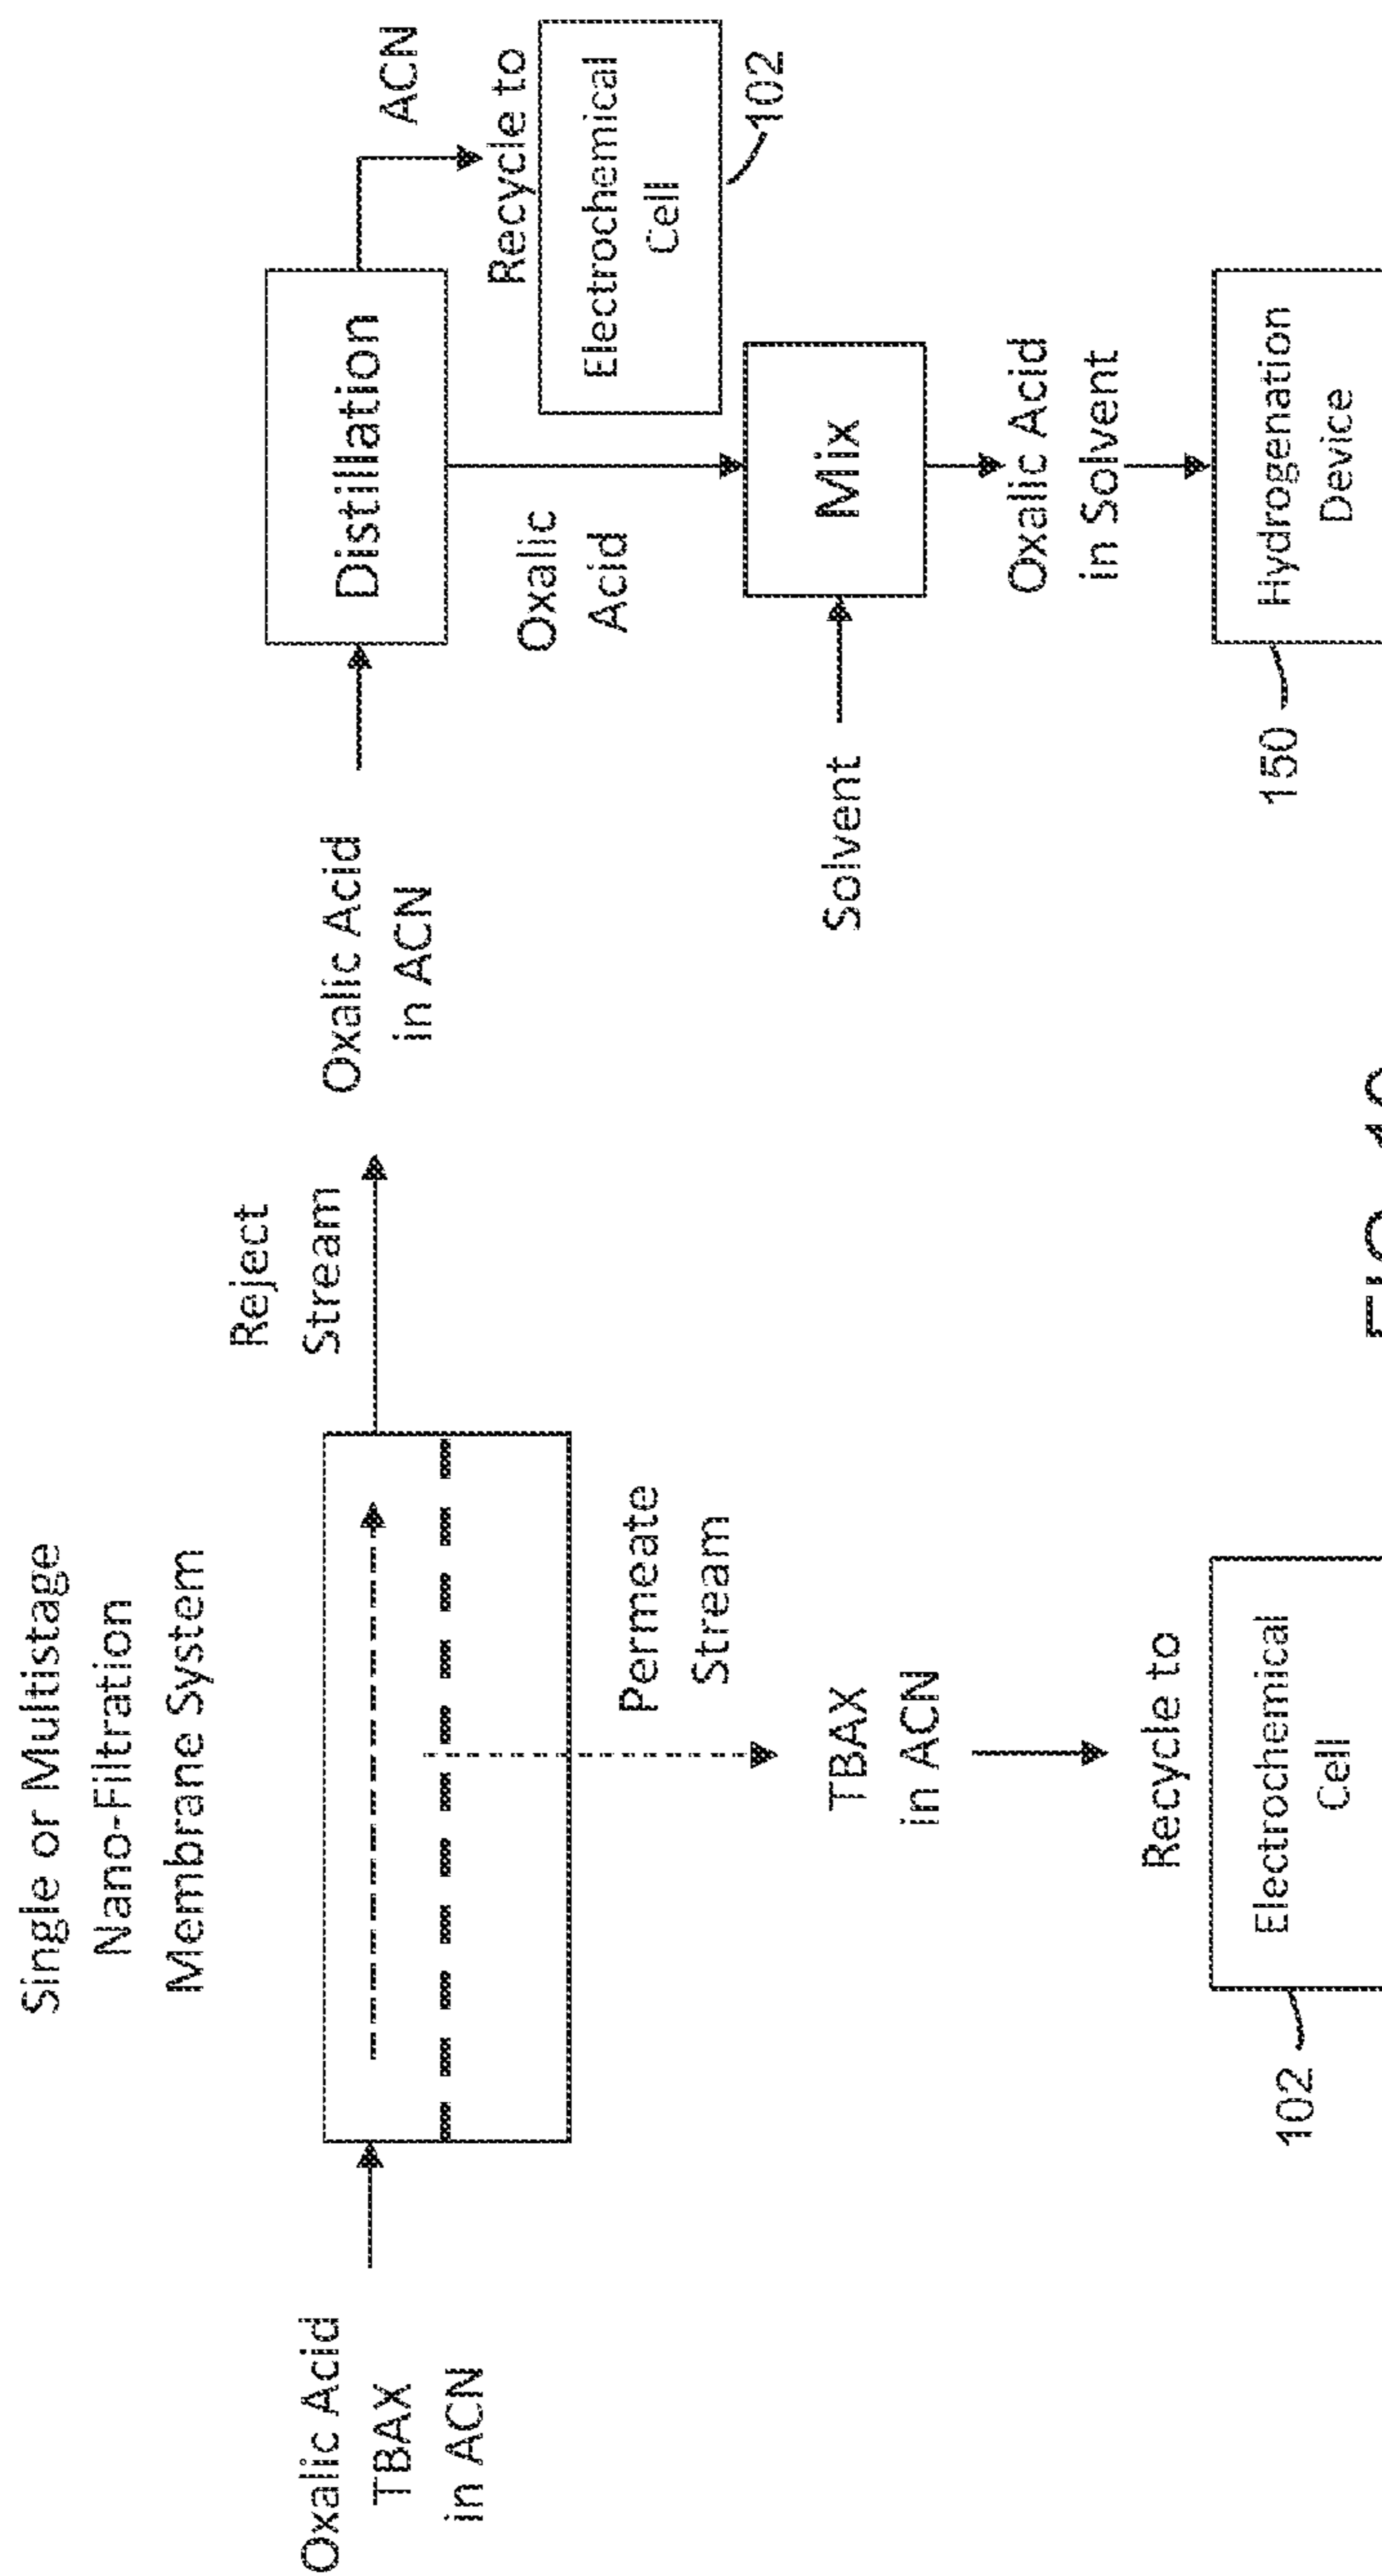 Single or Multistage
Nano-Filtration
Membrane System
Oxalic Acid
TBAX
in ACN
Reject
Stream
Permeate
Stream
TBAX
in ACN
Recycle to
Electrochemical
Cell
102
Oxalic Acid
in ACN
Distillation
ACN
Recycle to
Electrochemical
Cell
102
Oxalic
Acid
Solvent
Mix
Oxalic Acid
in Solvent
Hydrogenation
Device
150